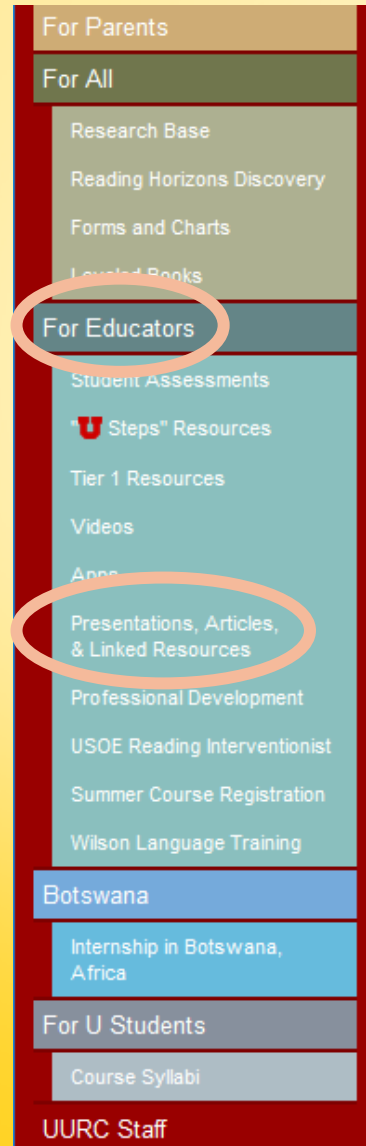 For Parents
For All
Research Base
Reading Horizons Discovery
Forms and Charts
Leveled Books
For Educators
Student Assessments
"U Steps" Resources
Tier 1 Resources
Videos
Apps
Presentations, Articles,
& Linked Resources
Professional Development
USOE Reading Interventionist
Summer Course Registration
Wilson Language Training
Botswana
Internship in Botswana,
Africa
For U Students
Course Syllabi
UURC Staff